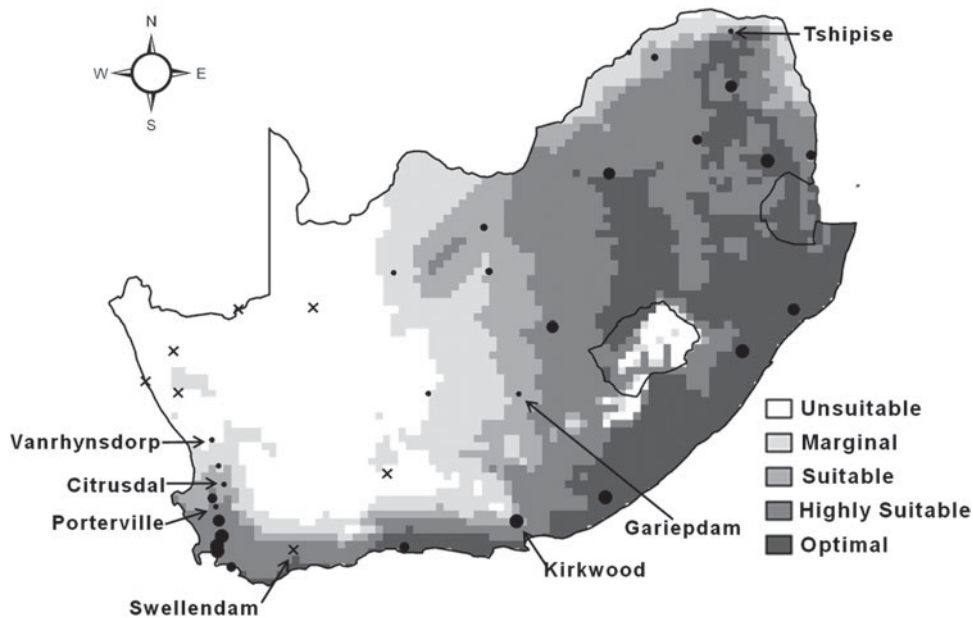 N
W E
S
Tshipise
Unsuitable
Marginal
Suitable
Highly Suitable
Optimal
Vanrhynsdorp
Citrusdal
Porterville
Gariepdam
Kirkwood
Swellendam